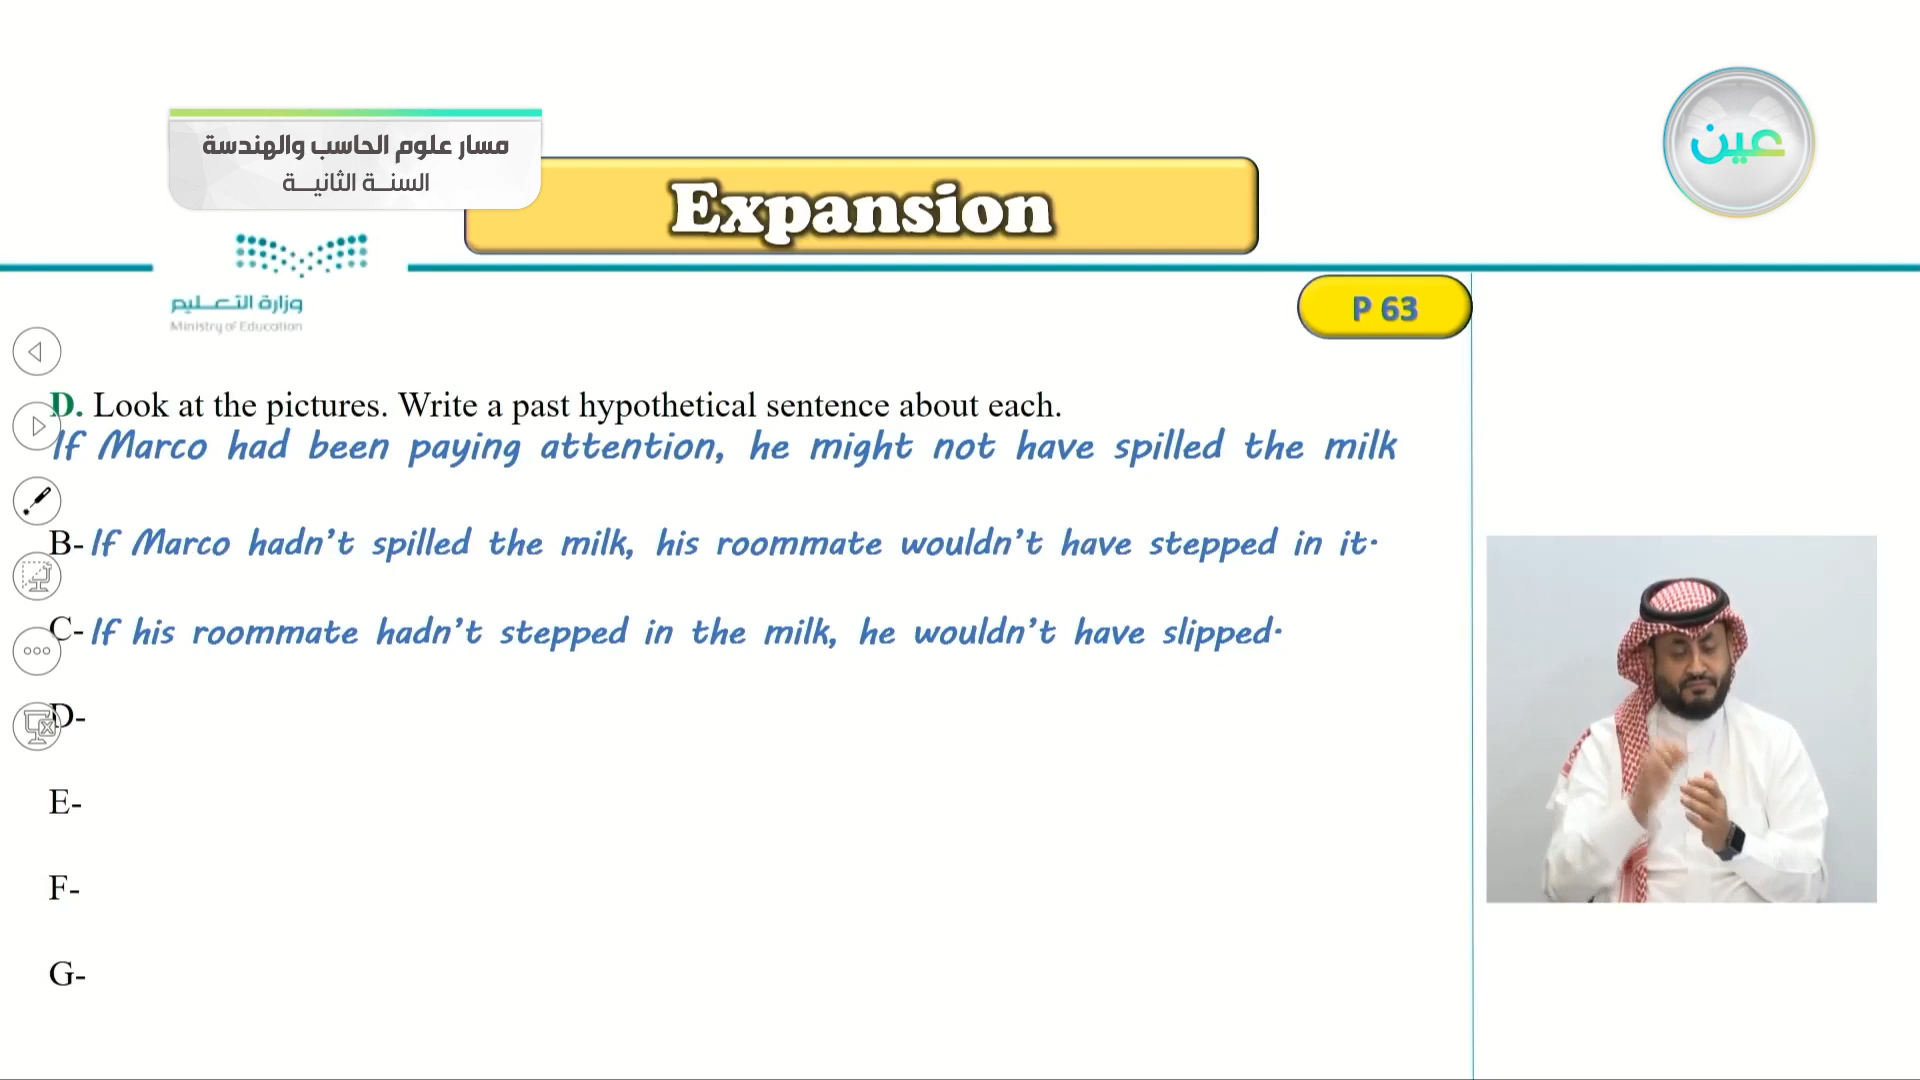 مسار علوم الحاسب والهندسة
السنة الثانية
عين
Expansion
وزارة التعليم
Ministry of Education
P 63
D. Look at the pictures. Write a past hypothetical sentence about each.
If Marco had been paying attention, he might not have spilled the milk
B- If Marco hadn't spilled the milk, his roommate wouldn't have stepped in it.
C- If his roommate hadn't stepped in the milk, he wouldn't have slipped.
D-
E-
F-
G-